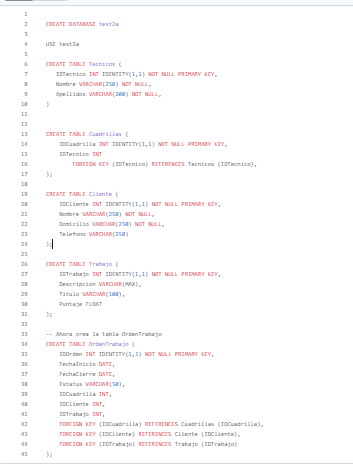 1
2 CREATE DATABASE test2a
3
4 USE test2a
5
6 CREATE TABLE Tecnicos (
7 IDTecnico INT IDENTITY(1,1) NOT NULL PRIMARY KEY,
8 Nombre VARCHAR(250) NOT NULL,
9 Apellidos VARCHAR(200) NOT NULL,
10 )
11
12
13 CREATE TABLE Cuadrillas (
14 IDCuadrilla INT IDENTITY(1,1) NOT NULL PRIMARY KEY,
15 IDTecnico INT
16 FOREIGN KEY (IDTecnico) REFERENCES Tecnicos (IDTecnico),
17 );
18
19 CREATE TABLE Cliente (
20 IDCliente INT IDENTITY(1,1) NOT NULL PRIMARY KEY,
21 Nombre VARCHAR(250) NOT NULL,
22 Domicilio VARCHAR(250) NOT NULL,
23 Telefono VARCHAR(250)
24 );
25
26 CREATE TABLE Trabajo (
27 IDTrabajo INT IDENTITY(1,1) NOT NULL PRIMARY KEY,
28 Descripcion VARCHAR(MAX),
29 Titulo VARCHAR(100),
30 Puntaje FLOAT
31 );
32
33 -- Ahora crea la tabla OrdenTrabajo
34 CREATE TABLE OrdenTrabajo (
35 IDOrden INT IDENTITY(1,1) NOT NULL PRIMARY KEY,
36 FechaInicio DATE,
37 FechaCierre DATE,
38 Estatus VARCHAR(50),
39 IDCuadrilla INT,
40 IDCliente INT,
41 IDTrabajo INT,
42 FOREIGN KEY (IDCuadrilla) REFERENCES Cuadrillas (IDCuadrilla),
43 FOREIGN KEY (IDCliente) REFERENCES Cliente (IDCliente),
44 FOREIGN KEY (IDTrabajo) REFERENCES Trabajo (IDTrabajo)
45 );